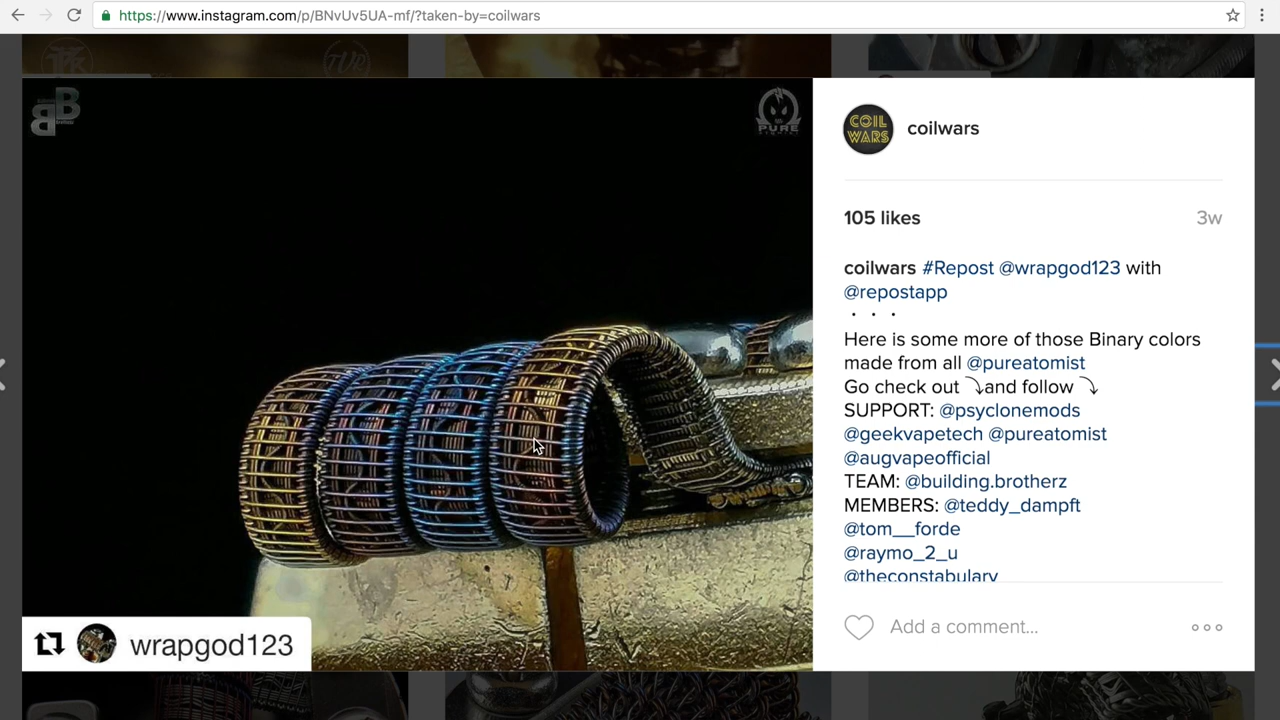 https://www.instagram.com/p/BNvUv5UA-mf/?taken-by=coilwars
TVR
B
B
PURE
COIL
WARS
coilwars
105 likes
3w
coilwars #Repost @wrapgod123 with
@repostapp
・・・
Here is some more of those Binary colors
made from all @pureatomist
Go check out ⤵and follow ⤵
SUPPORT: @psyclonemods
@geekvapetech @pureatomist
@augvapeofficial
TEAM: @building.brotherz
MEMBERS: @teddy_dampft
@tom__forde
@raymo_2_u
@theconstabulary
Add a comment...
wrapgod123